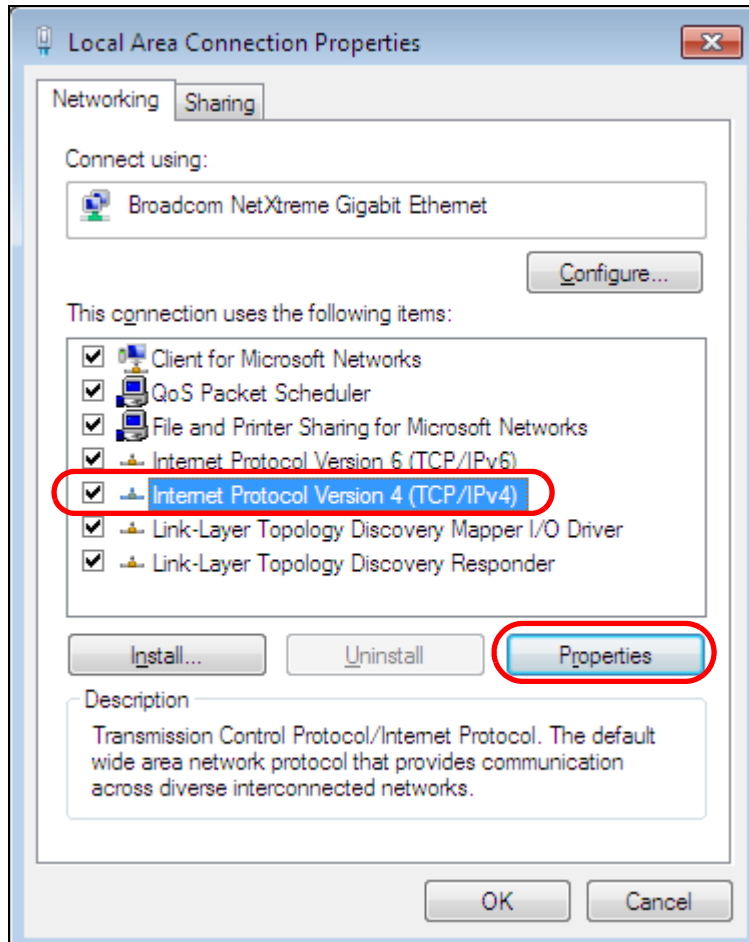 Local Area Connection Properties
Networking
Sharing
Connect using:
Broadcom NetXtreme Gigabit Ethernet
Configure...
This connection uses the following items:
Client for Microsoft Networks
QoS Packet Scheduler
File and Printer Sharing for Microsoft Networks
Internet Protocol Version 6 (TCP/IPv6)
Internet Protocol Version 4 (TCP/IPv4)
Link-Layer Topology Discovery Mapper I/O Driver
Link-Layer Topology Discovery Responder
Install...
Uninstall
Properties
Description
Transmission Control Protocol/Internet Protocol. The default
wide area network protocol that provides communication
across diverse interconnected networks.
OK
Cancel